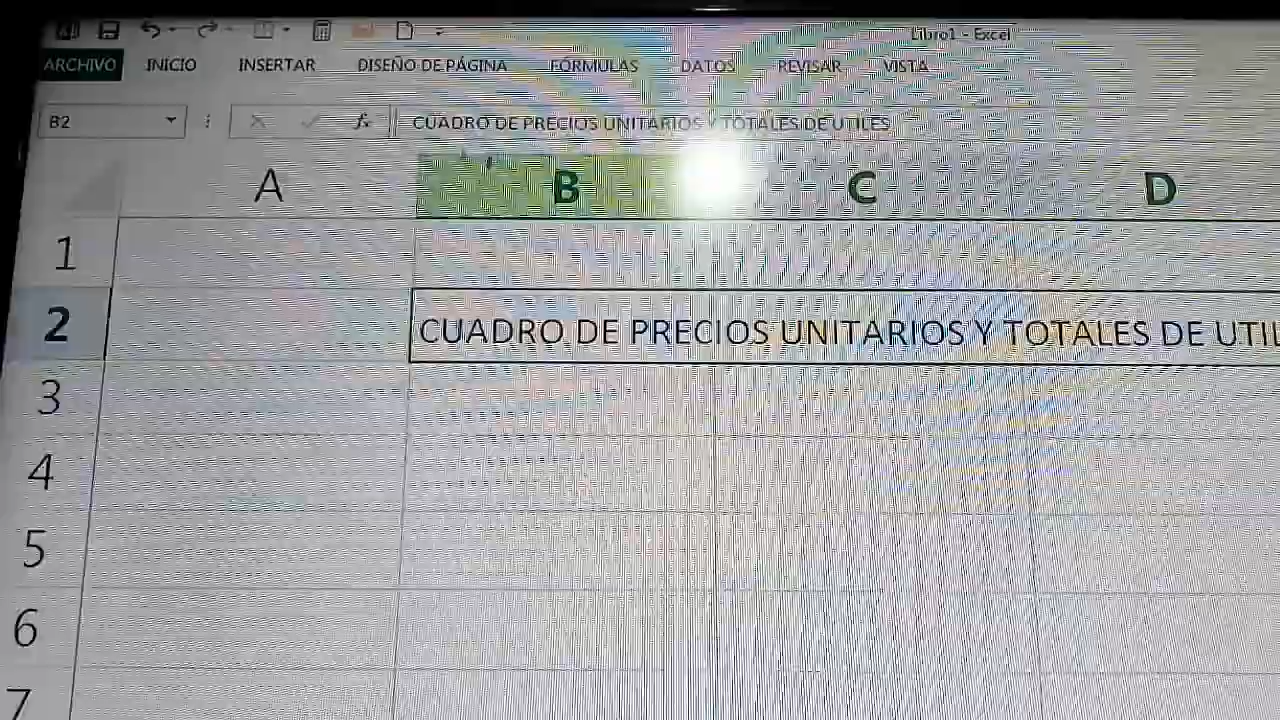 Libro1 - Excel
ARCHIVO INICIO INSERTAR DISEÑO DE PÁGINA FÓRMULAS DATOS REVISAR VISTA
B2 fx CUADRO DE PRECIOS UNITARIOS Y TOTALES DE UTILES
A B C D
1
2 CUADRO DE PRECIOS UNITARIOS Y TOTALES DE UTIL
3
4
5
6
7